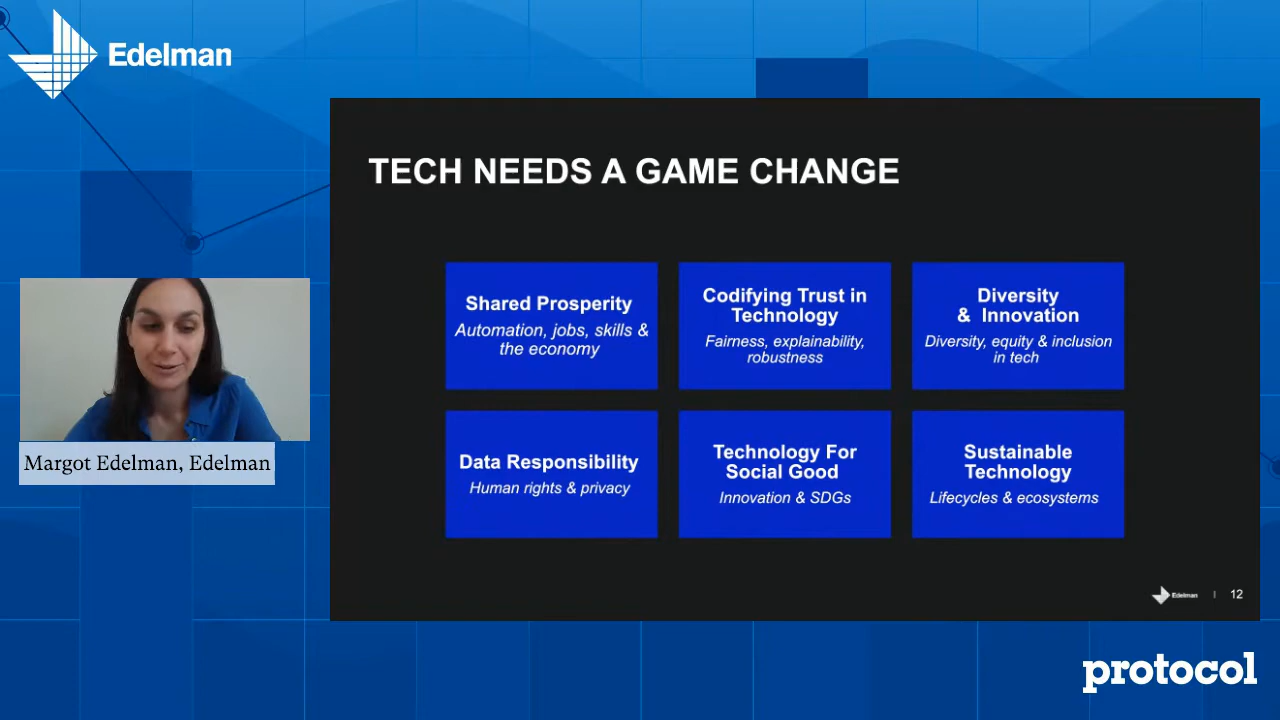 Edelman
TECH NEEDS A GAME CHANGE
Shared Prosperity
Automation, jobs, skills &
the economy
Codifying Trust in
Technology
Fairness, explainability,
robustness
Diversity
& Innovation
Diversity, equity & inclusion
in tech
Data Responsibility
Human rights & privacy
Technology For
Social Good
Innovation & SDGs
Sustainable
Technology
Lifecycles & ecosystems
Margot Edelman, Edelman
Edelman | 12
protocol